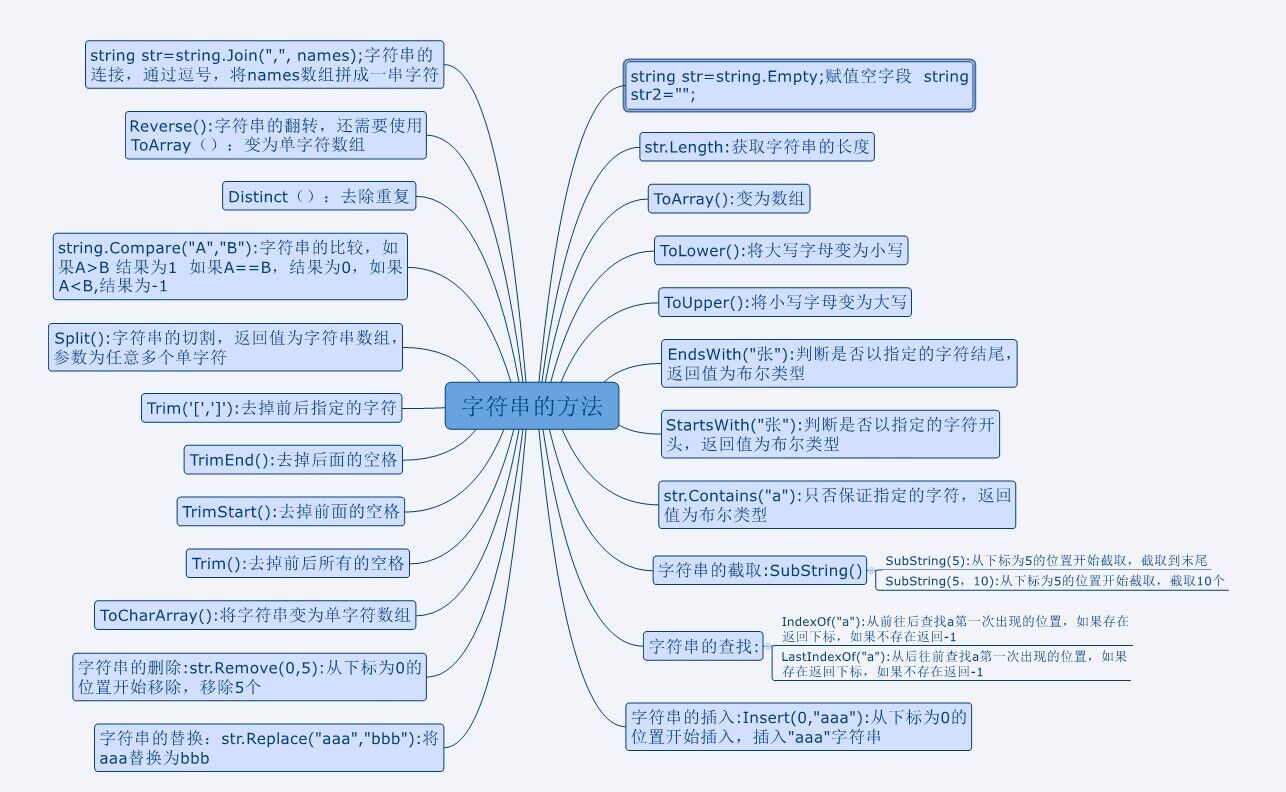 string str=string.Join(",", names);字符串的
连接，通过逗号，将names数组拼成一串字符
Reverse():字符串的翻转，还需要使用
ToArray（）：变为单字符数组
Distinct（）：去除重复
string.Compare("A","B"):字符串的比较，如
果A>B 结果为1  如果A==B，结果为0，如果
A<B,结果为-1
Split():字符串的切割，返回值为字符串数组，
参数为任意多个单字符
Trim('[',']'):去掉前后指定的字符
TrimEnd():去掉后面的空格
TrimStart():去掉前面的空格
Trim():去掉前后所有的空格
ToCharArray():将字符串变为单字符数组
字符串的删除:str.Remove(0,5):从下标为0的
位置开始移除，移除5个
字符串的替换：str.Replace("aaa","bbb"):将
aaa替换为bbb
字符串的方法
string str=string.Empty;赋值空字段  string
str2="";
str.Length:获取字符串的长度
ToArray():变为数组
ToLower():将大写字母变为小写
ToUpper():将小写字母变为大写
EndsWith("张"):判断是否以指定的字符结尾，
返回值为布尔类型
StartsWith("张"):判断是否以指定的字符开
头，返回值为布尔类型
str.Contains("a"):只否保证指定的字符，返回
值为布尔类型
字符串的截取:SubString()
SubString(5):从下标为5的位置开始截取，截取到末尾
SubString(5，10):从下标为5的位置开始截取，截取10个
字符串的查找:
IndexOf("a"):从前往后查找a第一次出现的位置，如果存在
返回下标，如果不存在返回-1
LastIndexOf("a"):从后往前查找a第一次出现的位置，如果
存在返回下标，如果不存在返回-1
字符串的插入:Insert(0,"aaa"):从下标为0的
位置开始插入，插入"aaa"字符串